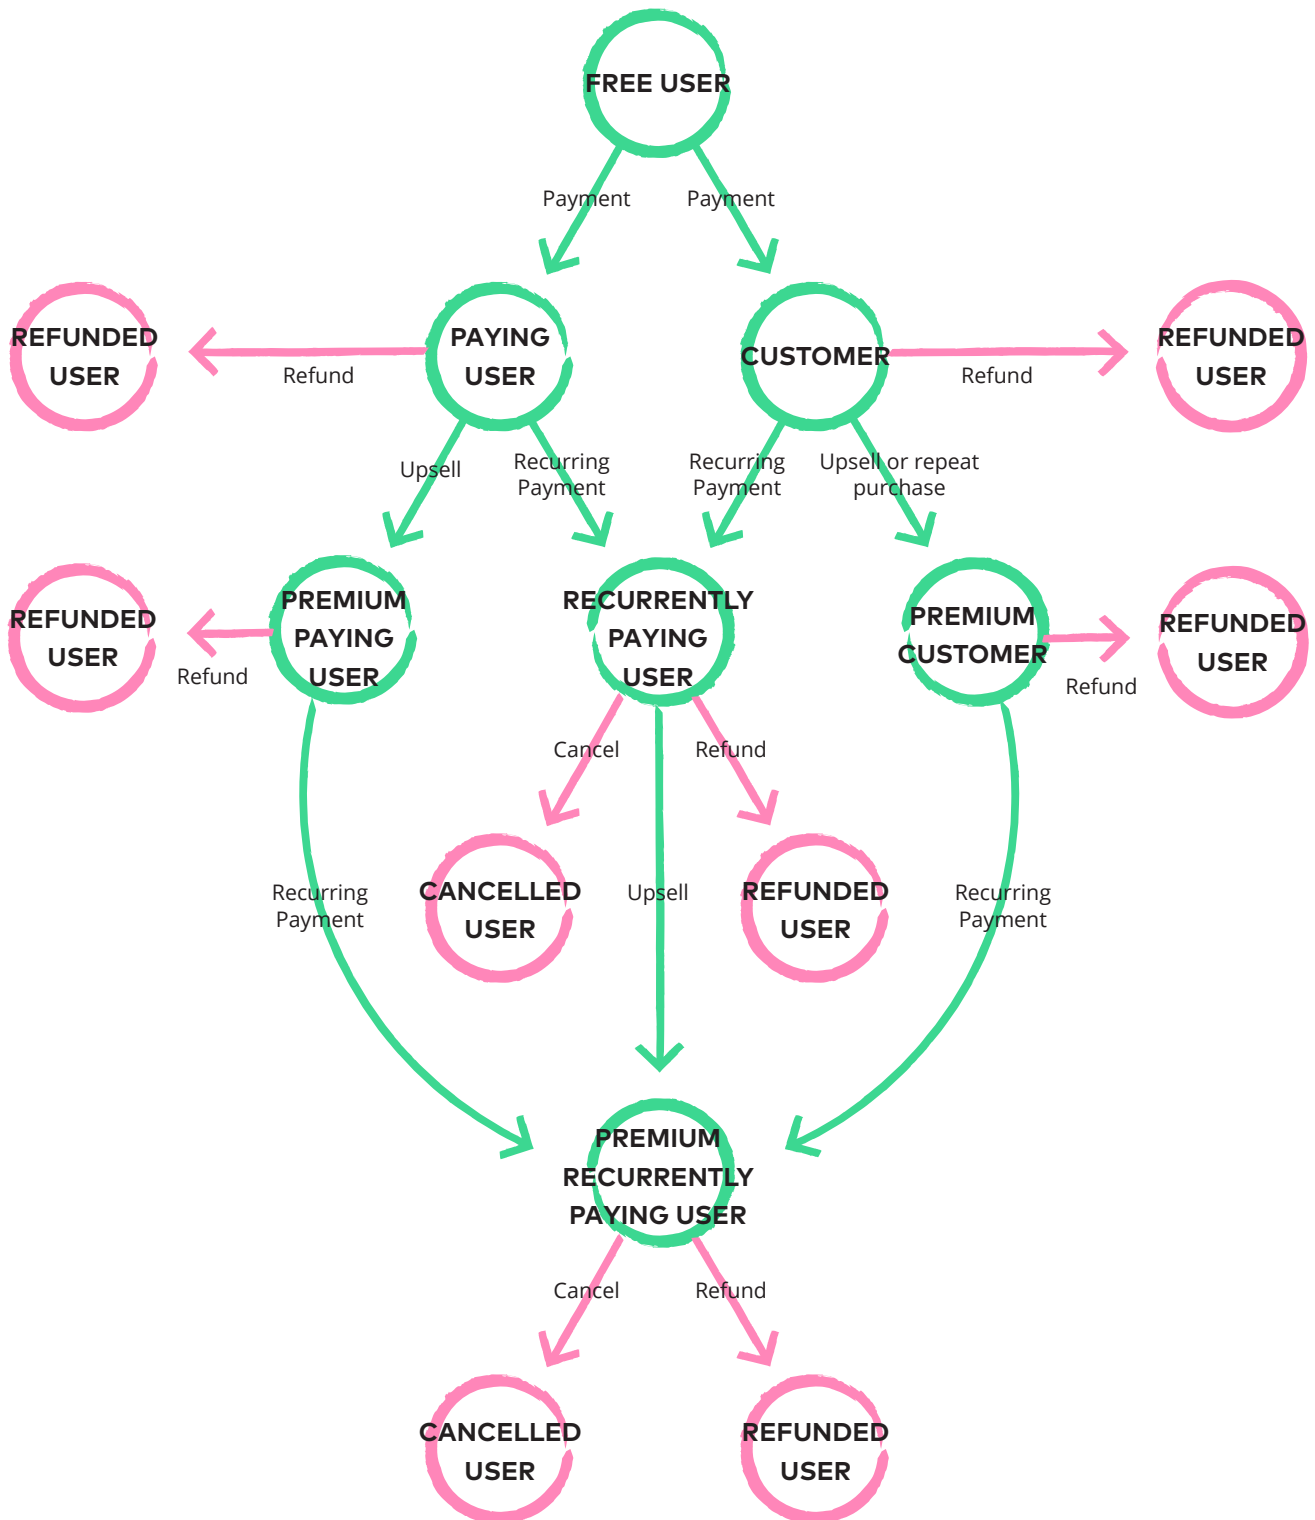 FREE USER
Payment
Payment
REFUNDED
USER
Refund
PAYING
USER
CUSTOMER
Refund
REFUNDED
USER
Upsell
Recurring
Payment
Recurring
Payment
Upsell or repeat
purchase
REFUNDED
USER
Refund
PREMIUM
PAYING
USER
RECURRENTLY
PAYING
USER
PREMIUM
CUSTOMER
Refund
REFUNDED
USER
Cancel
Refund
Recurring
Payment
CANCELLED
USER
Upsell
REFUNDED
USER
Recurring
Payment
PREMIUM
RECURRENTLY
PAYING USER
Cancel
Refund
CANCELLED
USER
REFUNDED
USER